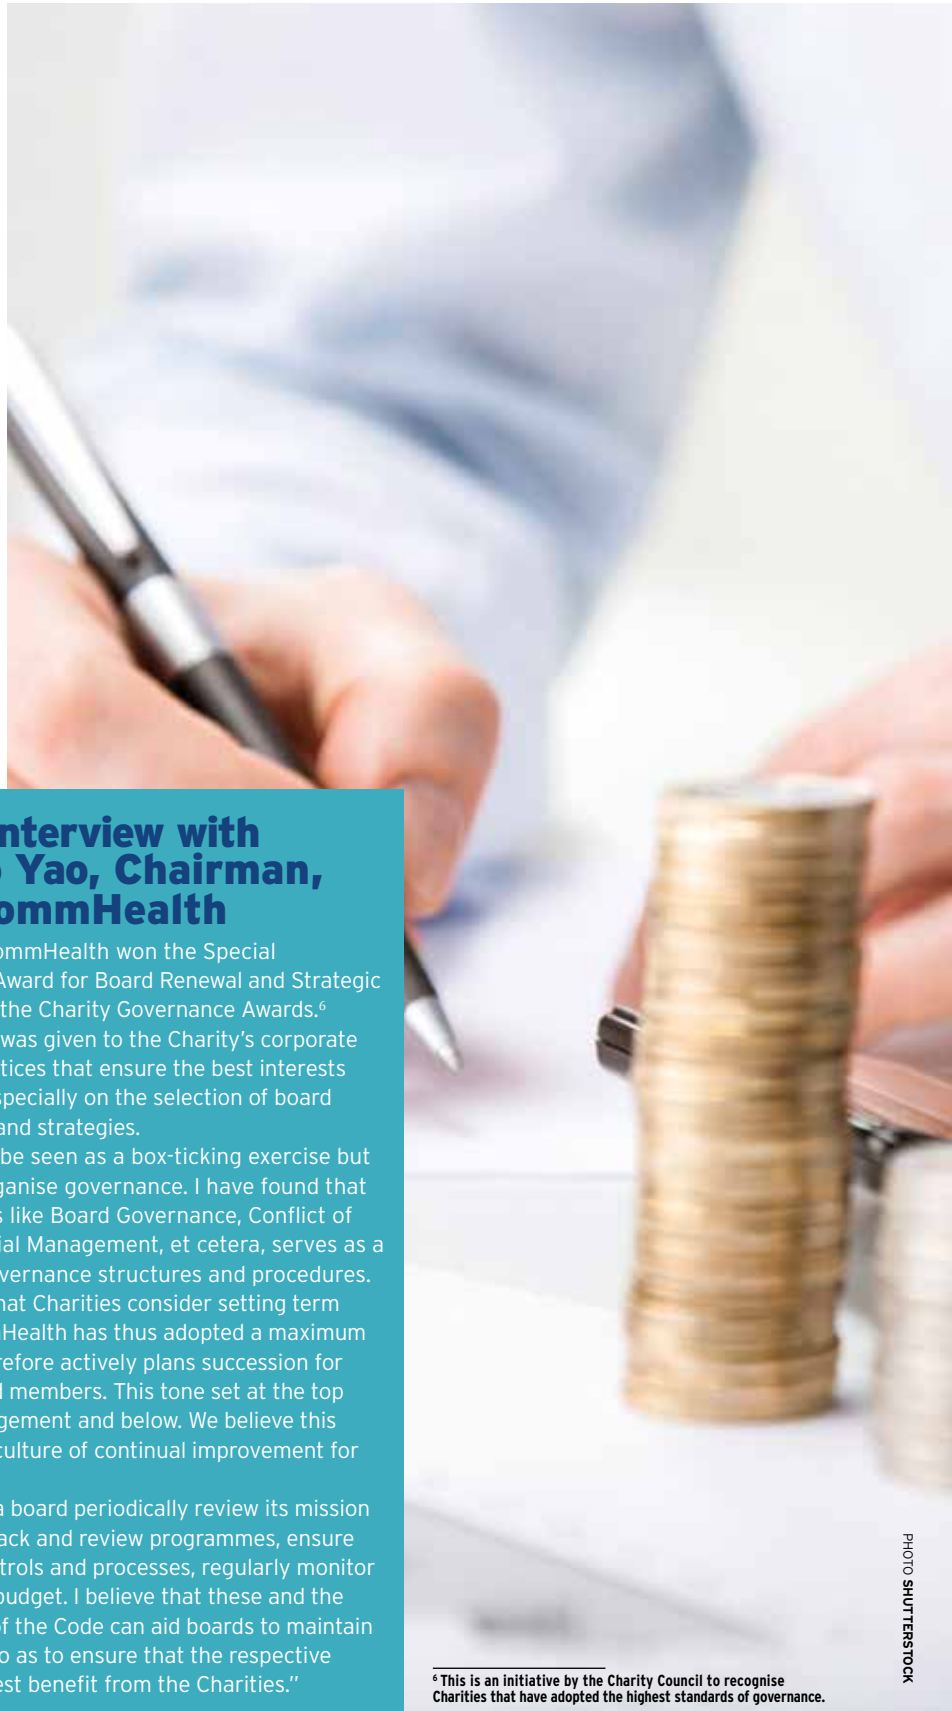 nterview with
Yao, Chairman,
ommHealth
ommHealth won the Special
Award for Board Renewal and Strategic
the Charity Governance Awards.⁶
was given to the Charity's corporate
tices that ensure the best interests
specially on the selection of board
and strategies.
be seen as a box-ticking exercise but
ganise governance. I have found that
s like Board Governance, Conflict of
ial Management, et cetera, serves as a
vernance structures and procedures.
hat Charities consider setting term
Health has thus adopted a maximum
refore actively plans succession for
members. This tone set at the top
gement and below. We believe this
culture of continual improvement for
a board periodically review its mission
ack and review programmes, ensure
trols and processes, regularly monitor
budget. I believe that these and the
of the Code can aid boards to maintain
o as to ensure that the respective
est benefit from the Charities."
⁶ This is an initiative by the Charity Council to recognise
Charities that have adopted the highest standards of governance.
PHOTO SHUTTERSTOCK